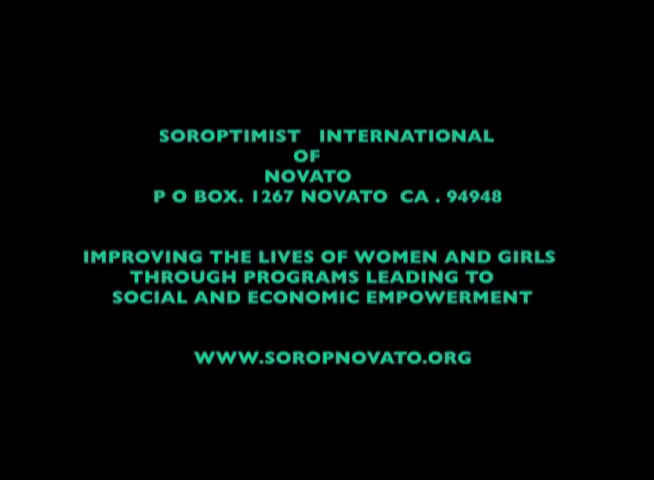 SOROPTIMIST INTERNATIONAL
OF
NOVATO
P O BOX. 1267 NOVATO CA . 94948
IMPROVING THE LIVES OF WOMEN AND GIRLS
THROUGH PROGRAMS LEADING TO
SOCIAL AND ECONOMIC EMPOWERMENT
WWW.SOROPNOVATO.ORG